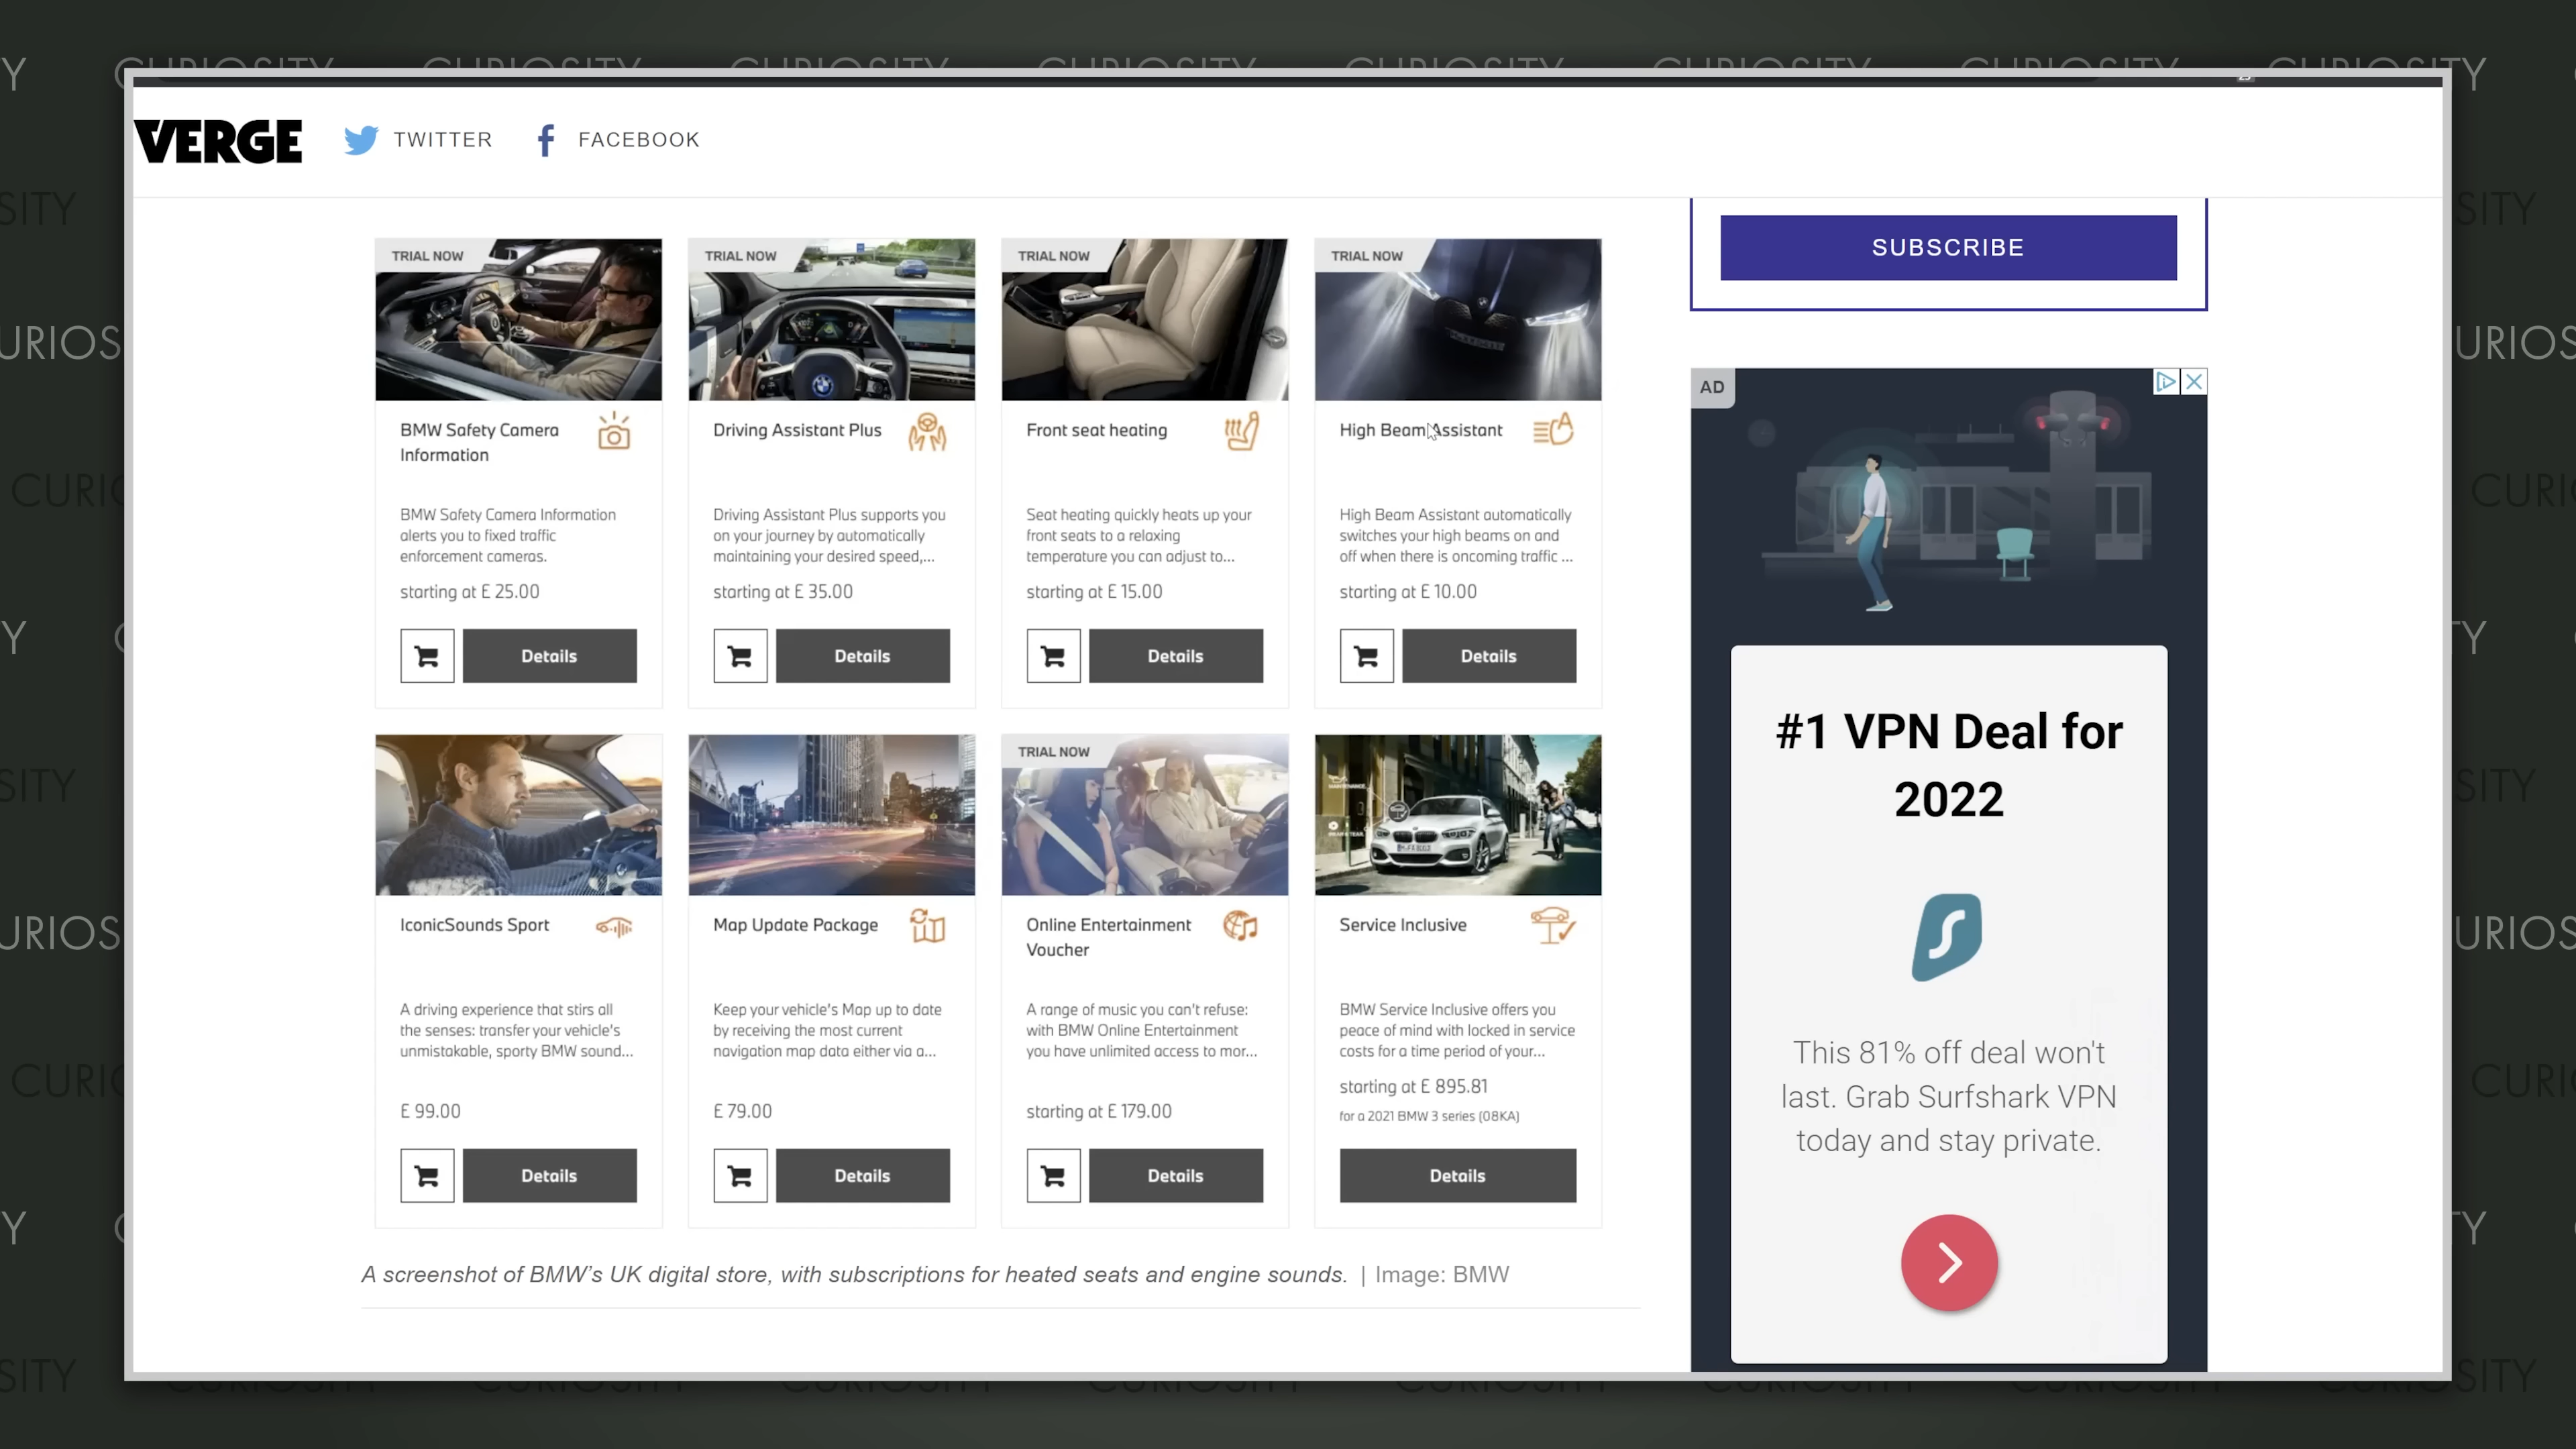 CURIOSITY CURIOSITY CURIOSITY CURIOSITY CURIOSITY CURIOSITY CURIOSITY CURIOSITY
VERGE TWITTER FACEBOOK
TRIAL NOW
BMW Safety Camera
Information
BMW Safety Camera Information
alerts you to fixed traffic
enforcement cameras.
starting at £ 25.00
Details
TRIAL NOW
Driving Assistant Plus
Driving Assistant Plus supports you
on your journey by automatically
maintaining your desired speed,...
starting at £ 35.00
Details
TRIAL NOW
Front seat heating
Seat heating quickly heats up your
front seats to a relaxing
temperature you can adjust to...
starting at £ 15.00
Details
TRIAL NOW
High Beam Assistant
High Beam Assistant automatically
switches your high beams on and
off when there is oncoming traffic ...
starting at £ 10.00
Details
IconicSounds Sport
A driving experience that stirs all
the senses: transfer your vehicle's
unmistakable, sporty BMW sound...
£ 99.00
Details
Map Update Package
Keep your vehicle's Map up to date
by receiving the most current
navigation map data either via a...
£ 79.00
Details
TRIAL NOW
Online Entertainment
Voucher
A range of music you can't refuse:
with BMW Online Entertainment
you have unlimited access to mor...
starting at £ 179.00
Details
Service Inclusive
BMW Service Inclusive offers you
peace of mind with locked in service
costs for a time period of your...
starting at £ 895.81
for a 2021 BMW 3 series (08KA)
Details
A screenshot of BMW's UK digital store, with subscriptions for heated seats and engine sounds. | Image: BMW
SUBSCRIBE
AD
#1 VPN Deal for
2022
This 81% off deal won't
last. Grab Surfshark VPN
today and stay private.